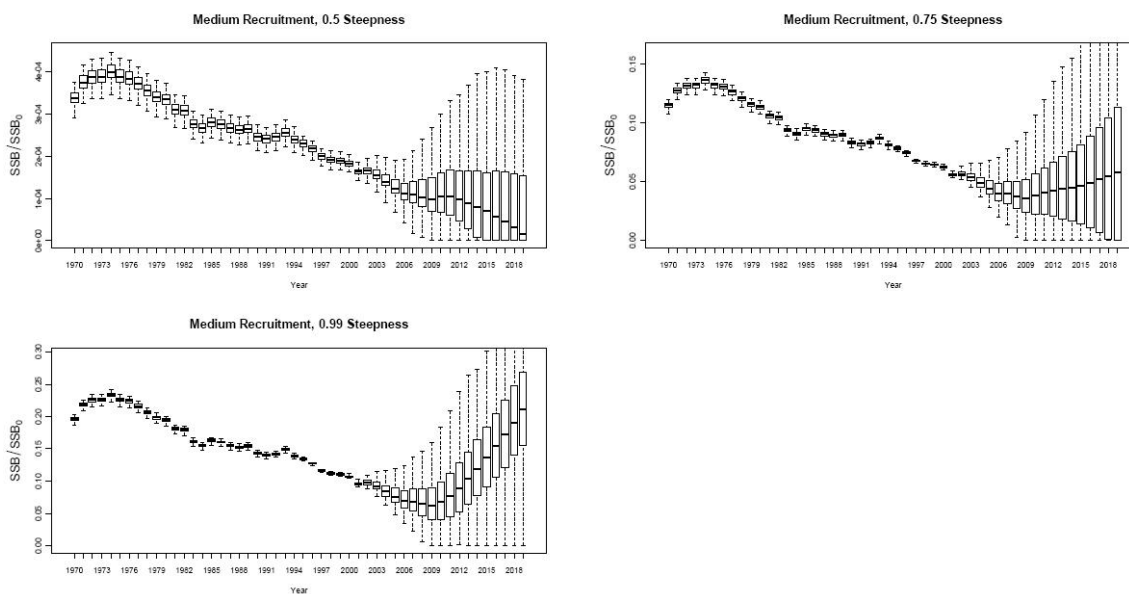 Medium Recruitment, 0.5 Steepness
SSB/SSB₀
4e-04
3e-04
2e-04
1e-04
0e+00
1970 1973 1976 1979 1982 1985 1988 1991 1994 1997 2000 2003 2006 2009 2012 2015 2018
Year
Medium Recruitment, 0.75 Steepness
SSB/SSB₀
0.15
0.10
0.05
0.00
1970 1973 1976 1979 1982 1985 1988 1991 1994 1997 2000 2003 2006 2009 2012 2015 2018
Year
Medium Recruitment, 0.99 Steepness
SSB/SSB₀
0.30
0.25
0.20
0.15
0.10
0.05
0.00
1970 1973 1976 1979 1982 1985 1988 1991 1994 1997 2000 2003 2006 2009 2012 2015 2018
Year